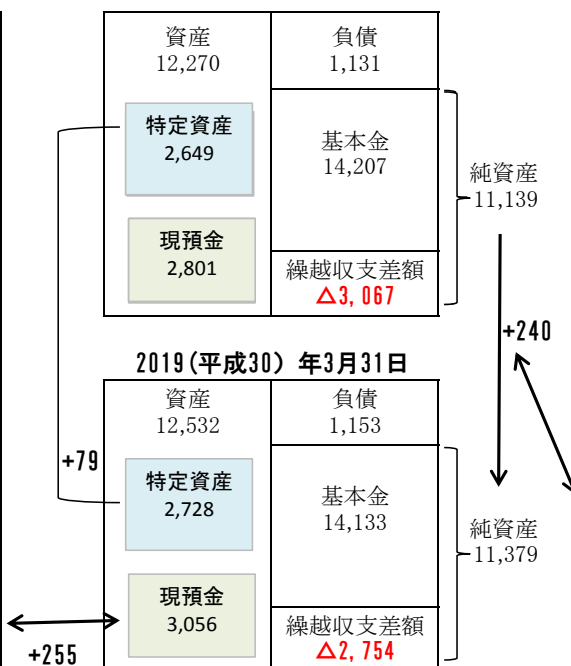 資産
12,270
負債
1,131
特定資産
2,649
基本金
14,207
純資産
11,139
現預金
2,801
繰越収支差額
△3,067
+240
2019(平成30）年3月31日
資産
12,532
負債
1,153
+79
特定資産
2,728
基本金
14,133
純資産
11,379
現預金
3,056
繰越収支差額
△2,754
+255